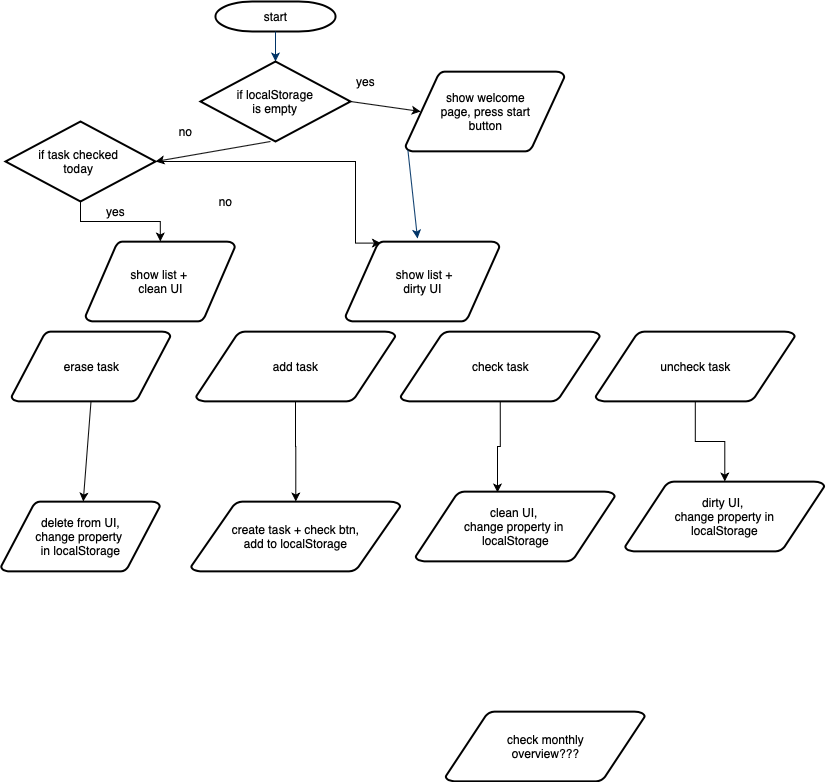 start
if localStorage
is empty
yes
show welcome
page, press start
button
no
if task checked
today
yes
no
show list +
clean UI
show list +
dirty UI
erase task
add task
check task
uncheck task
delete from UI,
change property
in localStorage
create task + check btn,
add to localStorage
clean UI,
change property in
localStorage
dirty UI,
change property in
localStorage
check monthly
overview???